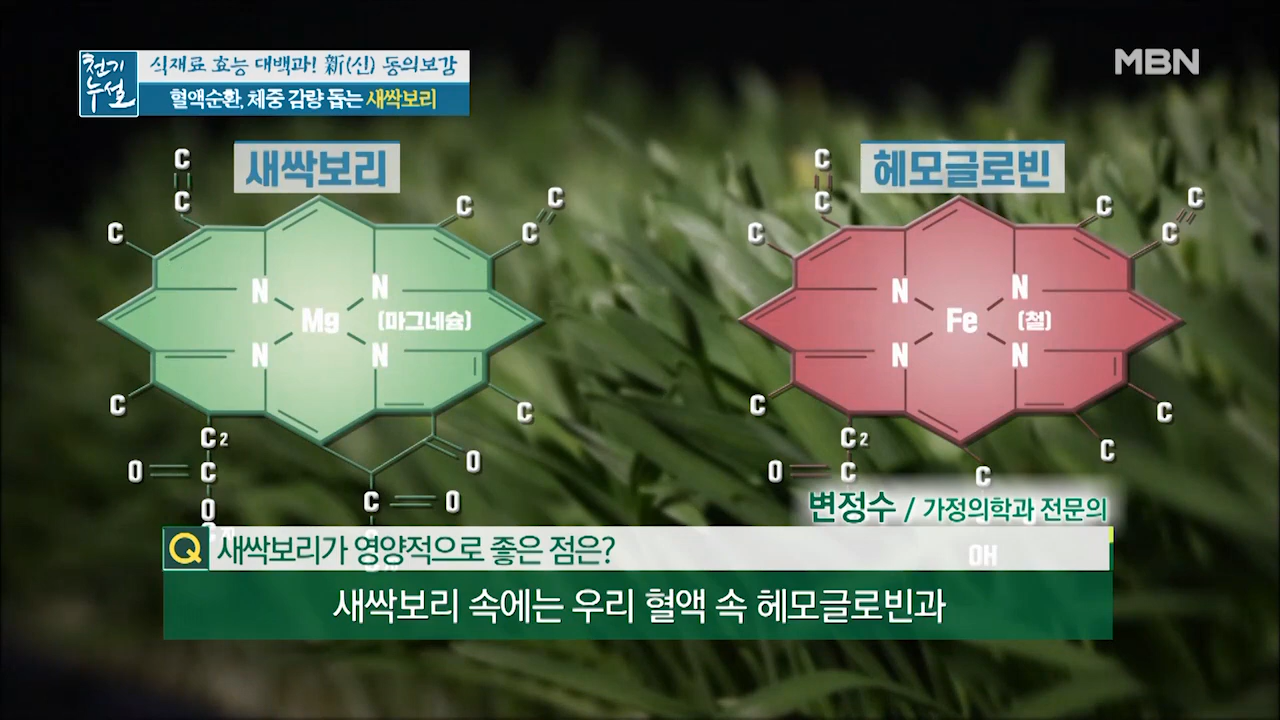 천기누설
식재료 효능 대백과! 新(신) 동의보감
혈액순환, 체중 감량 돕는 새싹보리
MBN
새싹보리
C
C
C
C
C
C
N
N
Mg
(마그네슘)
N
N
C
C
C2
O
C
O
O
C
O
헤모글로빈
C
C
C
C
C
C
N
N
Fe
(철)
N
N
C
C
C2
C
O
C
C
OH
변정수 / 가정의학과 전문의
Q 새싹보리가 영양적으로 좋은 점은?
새싹보리 속에는 우리 혈액 속 헤모글로빈과